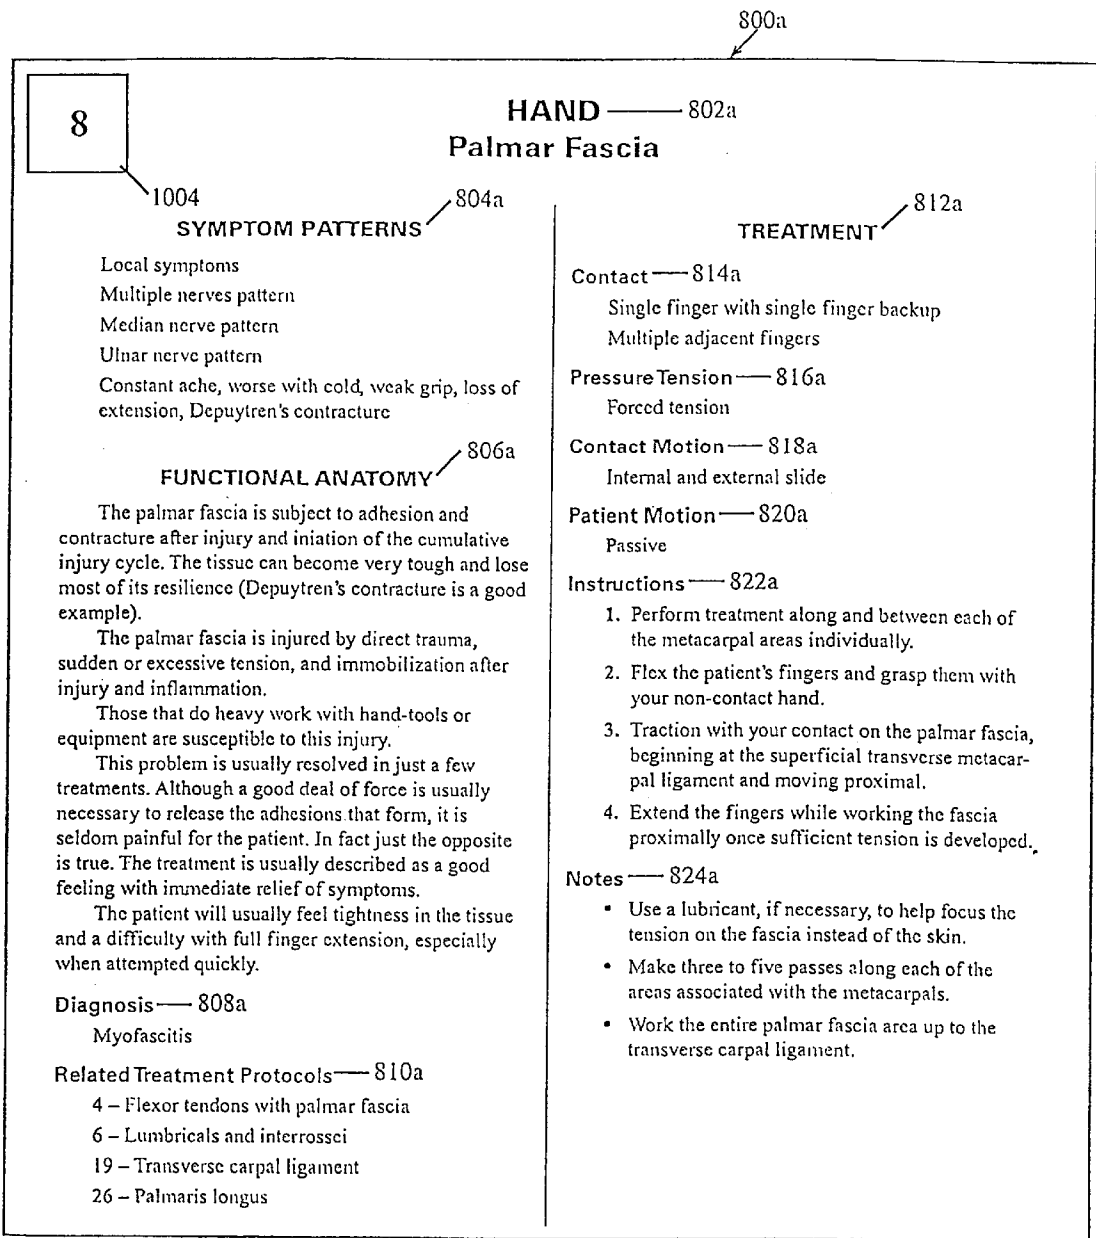 800a
8
HAND 802a
Palmar Fascia
1004
804a
SYMPTOM PATTERNS
Local symptoms
Multiple nerves pattern
Median nerve pattern
Ulnar nerve pattern
Constant ache, worse with cold, weak grip, loss of
extension, Depuytren's contracture
806a
FUNCTIONAL ANATOMY
The palmar fascia is subject to adhesion and
contracture after injury and iniation of the cumulative
injury cycle. The tissue can become very tough and lose
most of its resilience (Depuytren's contracture is a good
example).
The palmar fascia is injured by direct trauma,
sudden or excessive tension, and immobilization after
injury and inflammation.
Those that do heavy work with hand-tools or
equipment are susceptible to this injury.
This problem is usually resolved in just a few
treatments. Although a good deal of force is usually
necessary to release the adhesions that form, it is
seldom painful for the patient. In fact just the opposite
is true. The treatment is usually described as a good
feeling with immediate relief of symptoms.
The patient will usually feel tightness in the tissue
and a difficulty with full finger extension, especially
when attempted quickly.
Diagnosis 808a
Myofascitis
Related Treatment Protocols 810a
4 – Flexor tendons with palmar fascia
6 – Lumbricals and interrossei
19 – Transverse carpal ligament
26 – Palmaris longus
812a
TREATMENT
Contact 814a
Single finger with single finger backup
Multiple adjacent fingers
Pressure Tension 816a
Forced tension
Contact Motion 818a
Internal and external slide
Patient Motion 820a
Passive
Instructions 822a
1. Perform treatment along and between each of
the metacarpal areas individually.
2. Flex the patient's fingers and grasp them with
your non-contact hand.
3. Traction with your contact on the palmar fascia,
beginning at the superficial transverse metacar-
pal ligament and moving proximal.
4. Extend the fingers while working the fascia
proximally once sufficient tension is developed.
Notes 824a
• Use a lubricant, if necessary, to help focus the
tension on the fascia instead of the skin.
• Make three to five passes along each of the
areas associated with the metacarpals.
• Work the entire palmar fascia area up to the
transverse carpal ligament.